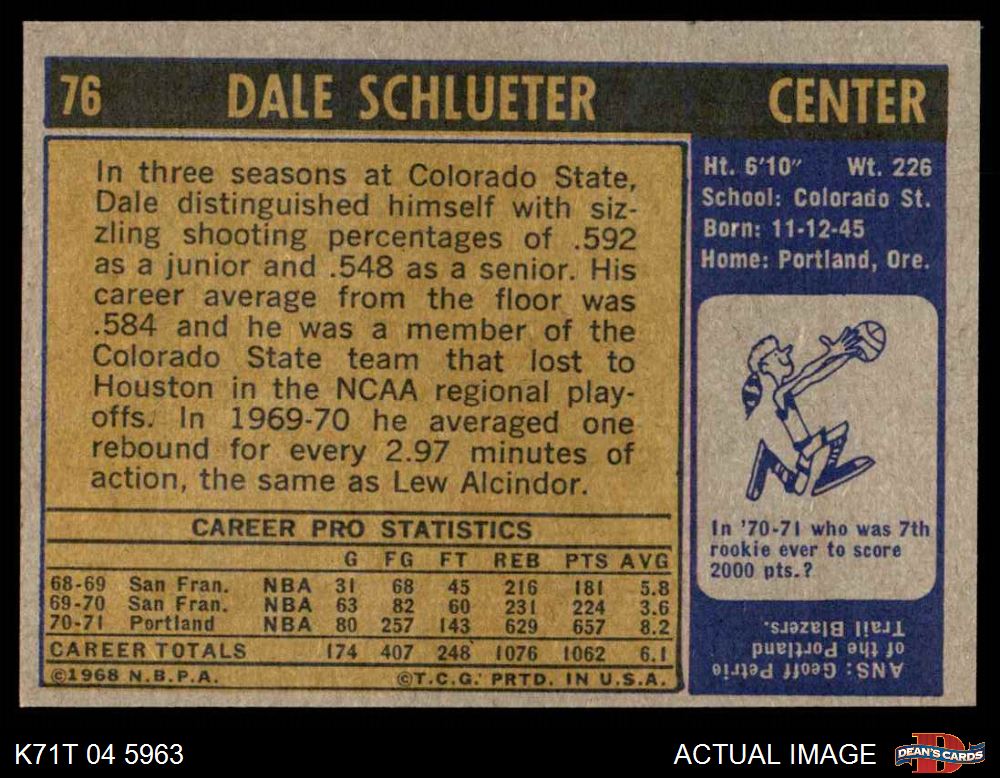 76 DALE SCHLUETER CENTER
In three seasons at Colorado State,
Dale distinguished himself with siz-
zling shooting percentages of .592
as a junior and .548 as a senior. His
career average from the floor was
.584 and he was a member of the
Colorado State team that lost to
Houston in the NCAA regional play-
offs. In 1969-70 he averaged one
rebound for every 2.97 minutes of
action, the same as Lew Alcindor.
Ht. 6'10″ Wt. 226
School: Colorado St.
Born: 11-12-45
Home: Portland, Ore.
In '70-71 who was 7th
rookie ever to score
2000 pts.?
ANS: Geoff Petrie
of the Portland
Trail Blazers.
CAREER PRO STATISTICS
G FG FT REB PTS AVG
68-69 San Fran. NBA 31 68 45 216 181 5.8
69-70 San Fran. NBA 63 82 60 231 224 3.6
70-71 Portland NBA 80 257 143 629 657 8.2
CAREER TOTALS 174 407 248 1076 1062 6.1
©1968 N.B.P.A. ©T.C.G. PRTD. IN U.S.A.
K71T 04 5963 ACTUAL IMAGE D DEAN'S CARDS